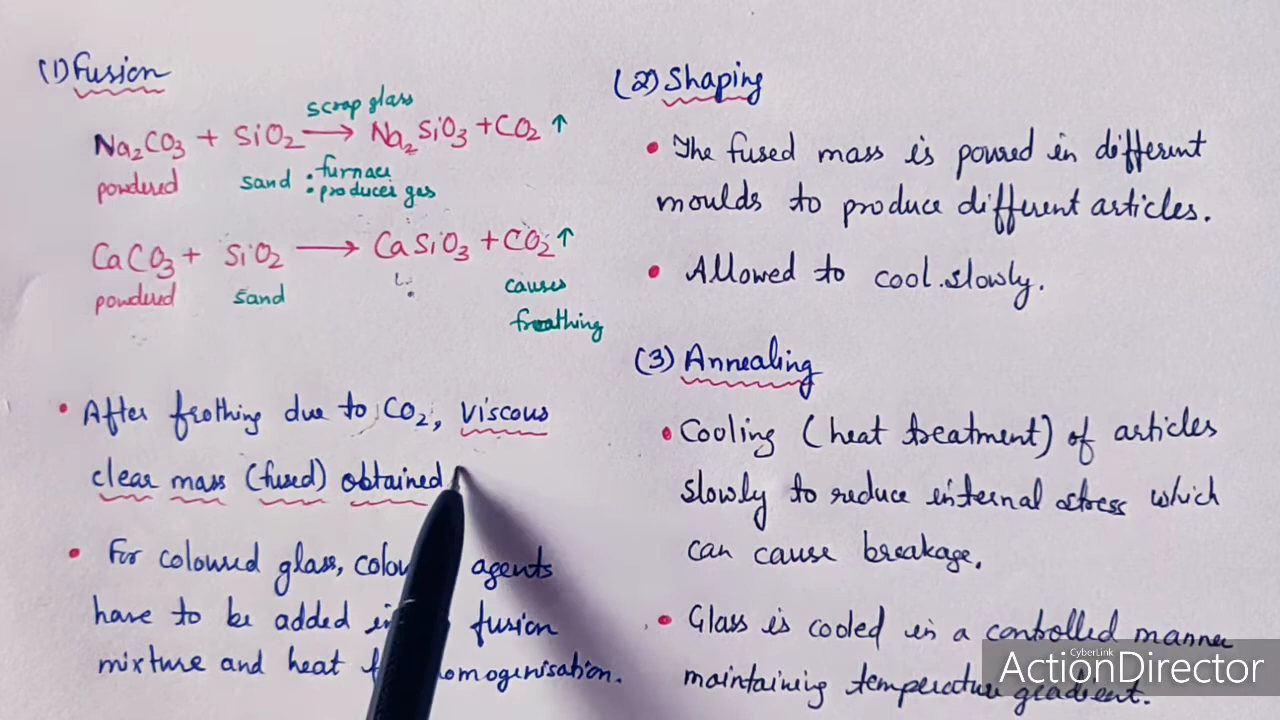 (1) Fusion
scrap glass
Na₂CO₃ + SiO₂ → Na₂SiO₃ + CO₂ ↑
powdered sand • furnace
• producer gas
CaCO₃ + SiO₂ → CaSiO₃ + CO₂ ↑
powdered sand causes
frothing
• After frothing due to CO₂, viscous
clear mass (fused) obtained
• For coloured glass, agents
have to be added fusion
mixture and heat homogenisation.
(2) Shaping
• The fused mass is poured in different
moulds to produce different articles.
• Allowed to cool slowly.
(3) Annealing
• Cooling (heat treatment) of articles
slowly to reduce internal stress which
can cause breakage.
• Glass is cooled in a controlled manner
maintaining temperature gradient.
CyberLink
ActionDirector